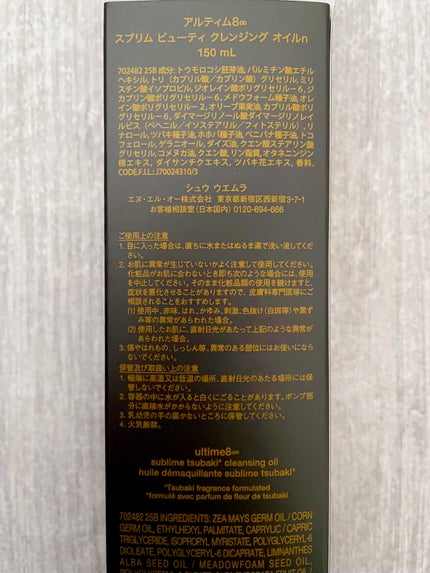 アルティム8∞
スブリム ビューティ クレンジング オイルn
150 mL
702482 25B 成分: トウモロコシ胚芽油, パルミチン酸エチル
ヘキシル, トリ (カプリル酸／カプリン酸) グリセリル, ミリ
スチン酸イソプロピル, ジオレイン酸ポリグリセリル－6, ジ
カプリン酸ポリグリセリル－6, メドウフォーム種子油, オレ
イン酸ポリグリセリル－2, オリーブ果実油, カプリル酸ポリ
グリセリル－6, ダイマージリノール酸ダイマージリノレイ
ルビス (ベヘニル／イソステアリル／フィトステリル) , リ
ナロール, ツバキ種子油, ホホバ種子油, ベニバナ種子油, トコ
フェロール, ゲラニオール, ダイズ油, クエン酸ステアリン酸
グリセリル, コメヌカ油, クエン酸, リン脂質, オタネニンジン
根エキス, ダイサンチクエキス, ツバキ花エキス, 香料.
CODE.F.I.L.: J70024310/3
シュウ ウエムラ
エヌ・エル・オー株式会社 東京都新宿区西新宿3-7-1
お客様相談室 (日本国内) 0120-694-666
ご使用上の注意
1. 目に入った場合は、直ちに水またはぬるま湯で洗い流してくだ
さい。
2. お肌に異常が生じていないかよく注意して使用してください。
化粧品がお肌に合わないとき即ち次のような場合には、使用
を中止してください。そのまま化粧品類の使用を続けますと、
症状を悪化させることがありますので、皮膚科専門医等にご
相談されることをおすすめします。
(1) 使用中、赤味、はれ、かゆみ、刺激、色抜け(白斑等)や黒ず
み等の異常があらわれた場合。
(2) 使用したお肌に、直射日光があたって上記のような異常が
あらわれた場合。
3. 傷やはれもの、しっしん等、異常のある部位にはお使いになら
ないでください。
保管及び取扱い上の注意
1. 極端に高温又は低温の場所、直射日光のあたる場所には保
管しないでください。
2. 容器の中に水が入ると白くにごることがあります。ポンプ部
分に直接水がかからないように注意してください。
3. 乳幼児の手の届かないところに保管してください。
4. 火気厳禁。
ultime8∞
sublime tsubaki* cleansing oil
huile démaquillante sublime tsubaki*
*Tsubaki fragrance formulated
*formulé avec parfum de fleur de tsubaki
702482 25B INGREDIENTS: ZEA MAYS GERM OIL / CORN
GERM OIL, ETHYLHEXYL PALMITATE, CAPRYLIC / CAPRIC
TRIGLYCERIDE, ISOPROPYL MYRISTATE, POLYGLYCERYL-6
DIOLEATE, POLYGLYCERYL-6 DICAPRATE, LIMNANTHES
ALBA SEED OIL / MEADOWFOAM SEED OIL,